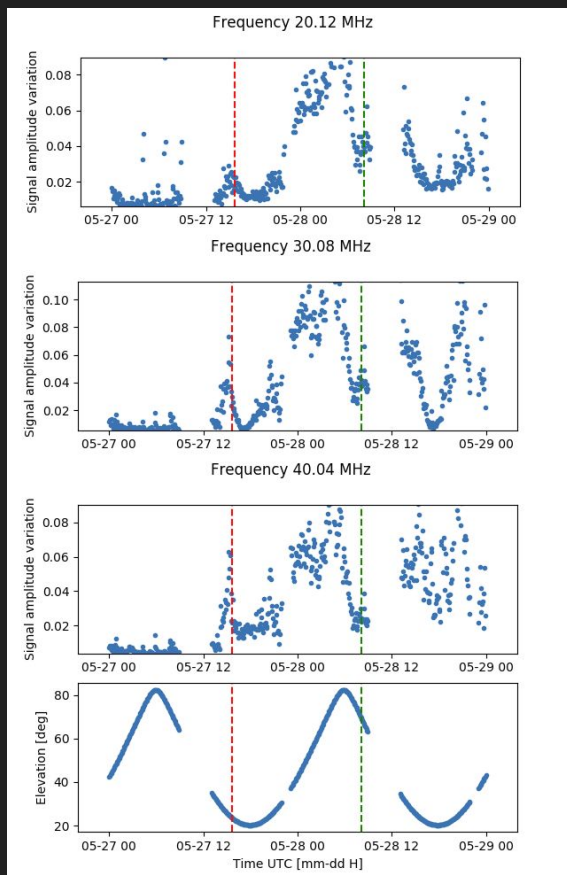 Frequency 20.12 MHz
Signal amplitude variation
0.08
0.06
0.04
0.02
05-27 00 05-27 12 05-28 00 05-28 12 05-29 00
Frequency 30.08 MHz
Signal amplitude variation
0.10
0.08
0.06
0.04
0.02
05-27 00 05-27 12 05-28 00 05-28 12 05-29 00
Frequency 40.04 MHz
Signal amplitude variation
0.08
0.06
0.04
0.02
05-27 00 05-27 12 05-28 00 05-28 12 05-29 00
Elevation [deg]
80
60
40
20
05-27 00 05-27 12 05-28 00 05-28 12 05-29 00
Time UTC [mm-dd H]